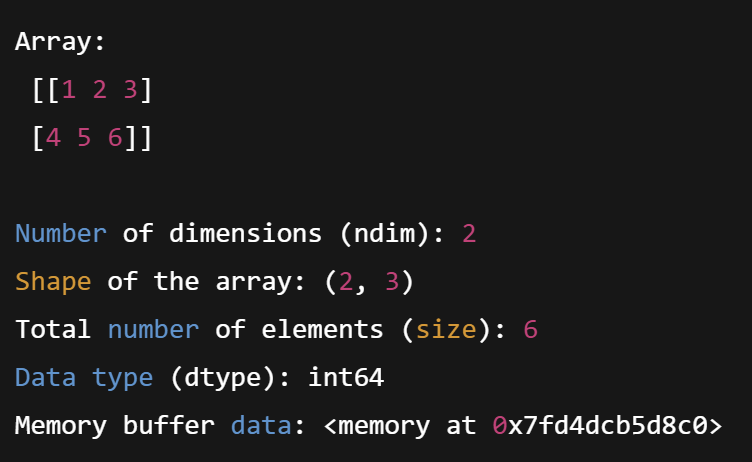 Array:
[[1 2 3]
[4 5 6]]
Number of dimensions (ndim): 2
Shape of the array: (2, 3)
Total number of elements (size): 6
Data type (dtype): int64
Memory buffer data: <memory at 0x7fd4dcb5d8c0>